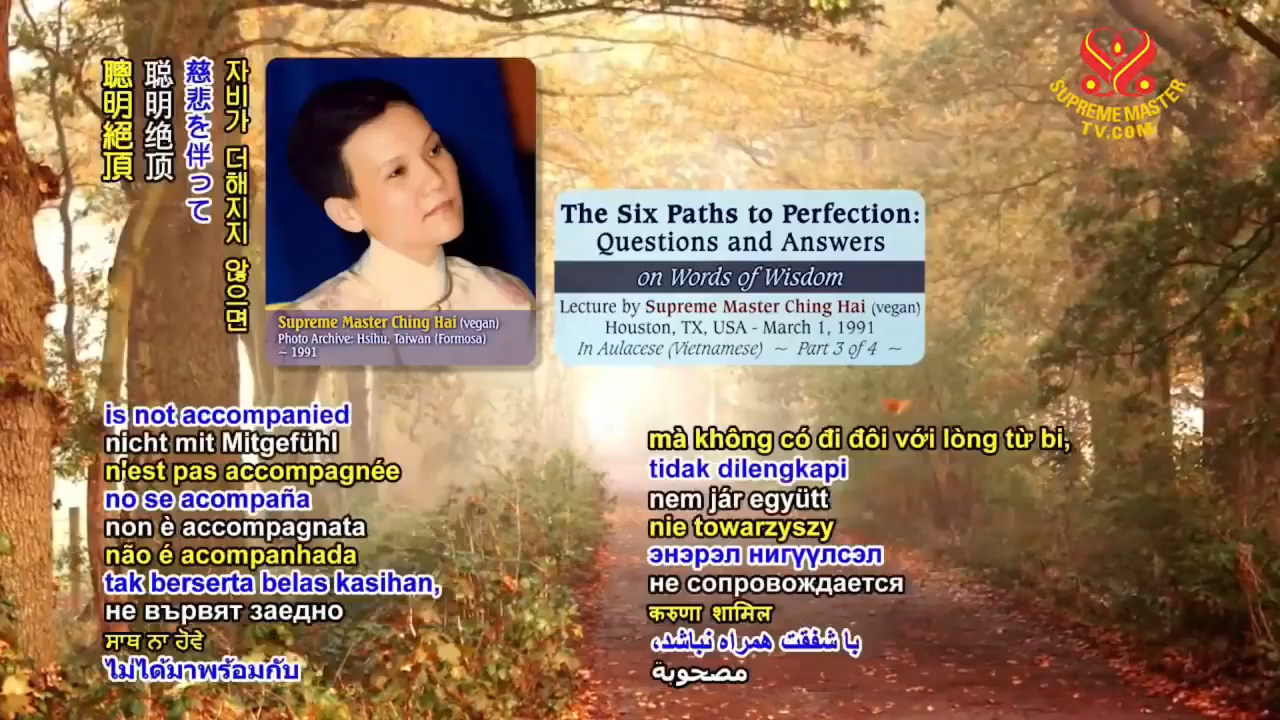 聰明絕頂
聪明绝顶
慈悲を伴って
자비가 더해지지 않으면
Supreme Master Ching Hai (vegan)
Photo Archive: Hsihu, Taiwan (Formosa)
~ 1991
SUPREME MASTER
TV.COM
The Six Paths to Perfection:
Questions and Answers
on Words of Wisdom
Lecture by Supreme Master Ching Hai (vegan)
Houston, TX, USA - March 1, 1991
In Aulacese (Vietnamese) ~ Part 3 of 4 ~
is not accompanied
nicht mit Mitgefühl
n'est pas accompagnée
no se acompaña
non è accompagnata
não é acompanhada
tak berserta belas kasihan,
не вървят заедно
ਸਾਥ ਨਾ ਹੋਵੇ
ไม่ได้มาพร้อมกับ
mà không có đi đôi với lòng từ bi,
tidak dilengkapi
nem jár együtt
nie towarzyszy
энэрэл нигүүлсэл
не сопровождается
करुणा शामिल
با شفقت همراه نباشد،
مصحوبة